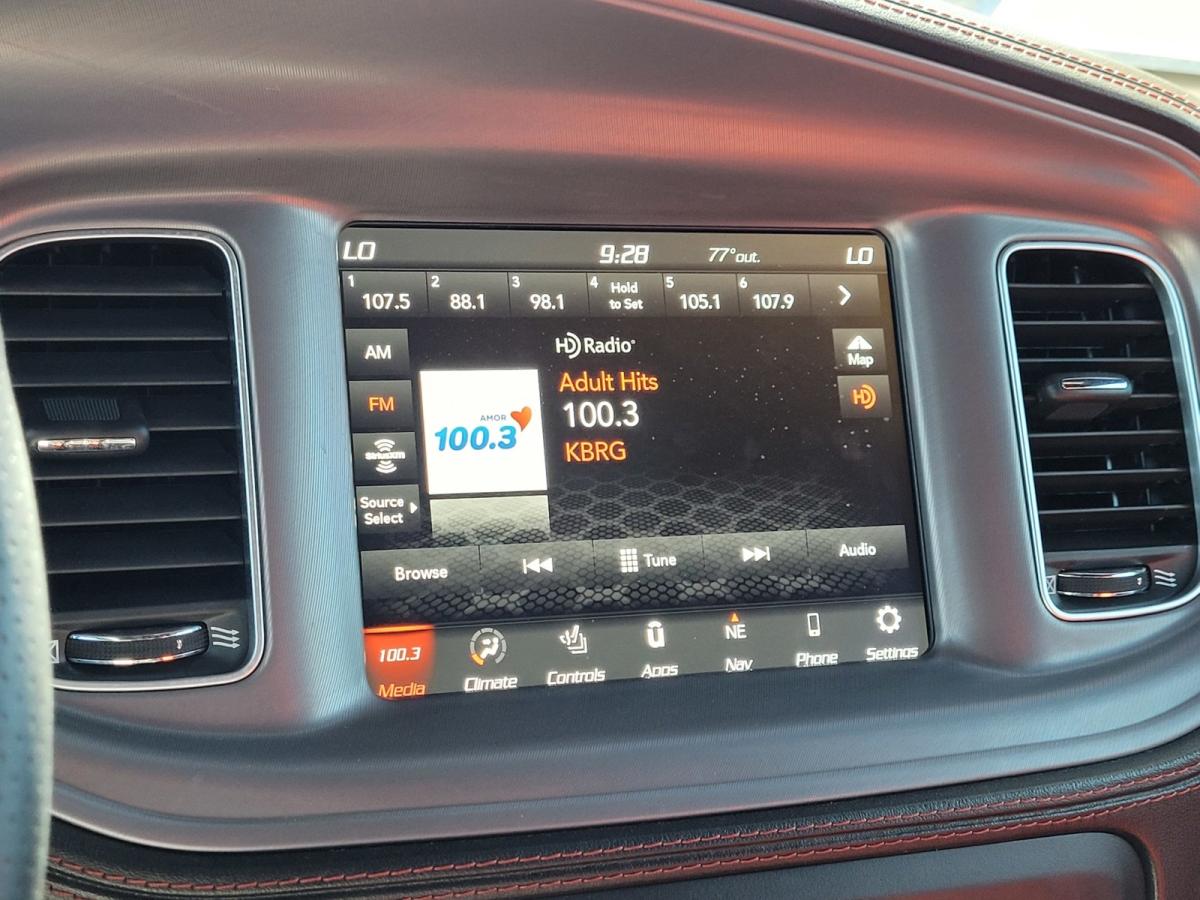 LO 9:28 77°out. LO
1 107.5 2 88.1 3 98.1 4 Hold to Set 5 105.1 6 107.9
HD Radio
AM
Map
Adult Hits
FM
HD
100.3
AMOR
100.3
KBRG
SiriusXM
Source
Select
Browse Tune Audio
100.3 NE
Media Climate Controls Apps Nav Phone Settings